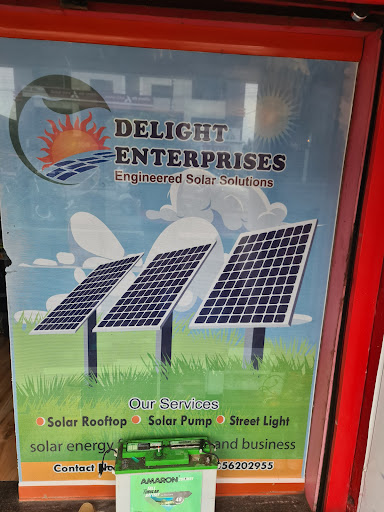 DELIGHT
ENTERPRISES
Engineered Solar Solutions
Our Services
Solar Rooftop • Solar Pump • Street Light
solar energy and business
Contact 56202955
AMARON